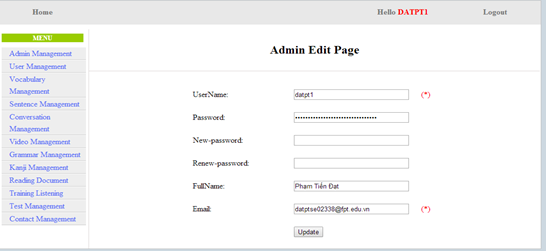 Home
Hello DATPT1
Logout
MENU
Admin Management
User Management
Vocabulary
Management
Sentence Management
Conversation
Management
Video Management
Grammar Management
Kanji Management
Reading Document
Training Listening
Test Management
Contact Management
Admin Edit Page
UserName: datpt1 (*)
Password: ••••••••••••••••••••••••••••••••
New-password:
Renew-password:
FullName: Phạm Tiến Đạt
Email: datptse02338@fpt.edu.vn (*)
Update